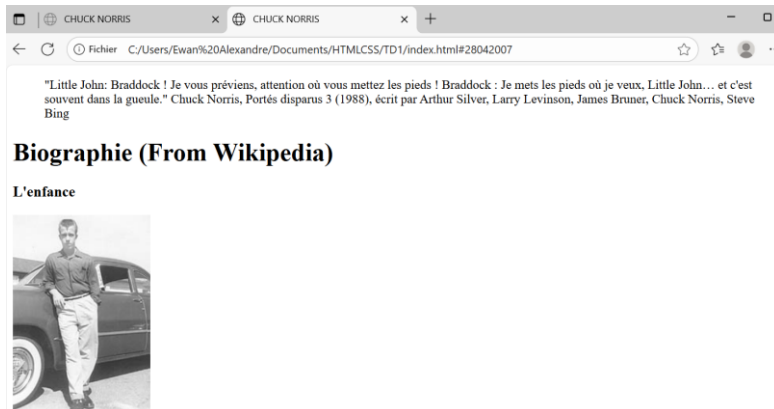 CHUCK NORRIS
CHUCK NORRIS
Fichier C:/Users/Ewan%20Alexandre/Documents/HTMLCSS/TD1/index.html#28042007
"Little John: Braddock ! Je vous préviens, attention où vous mettez les pieds ! Braddock : Je mets les pieds où je veux, Little John… et c'est
souvent dans la gueule." Chuck Norris, Portés disparus 3 (1988), écrit par Arthur Silver, Larry Levinson, James Bruner, Chuck Norris, Steve
Bing
Biographie (From Wikipedia)
L'enfance